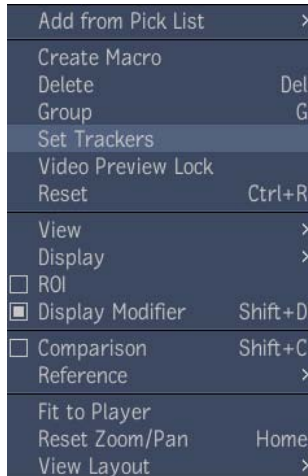 Add from Pick List >
Create Macro
Delete Del
Group G
Set Trackers
Video Preview Lock
Reset Ctrl+R
View >
Display >
ROI
Display Modifier Shift+D
Comparison Shift+C
Reference >
Fit to Player
Reset Zoom/Pan Home
View Layout >